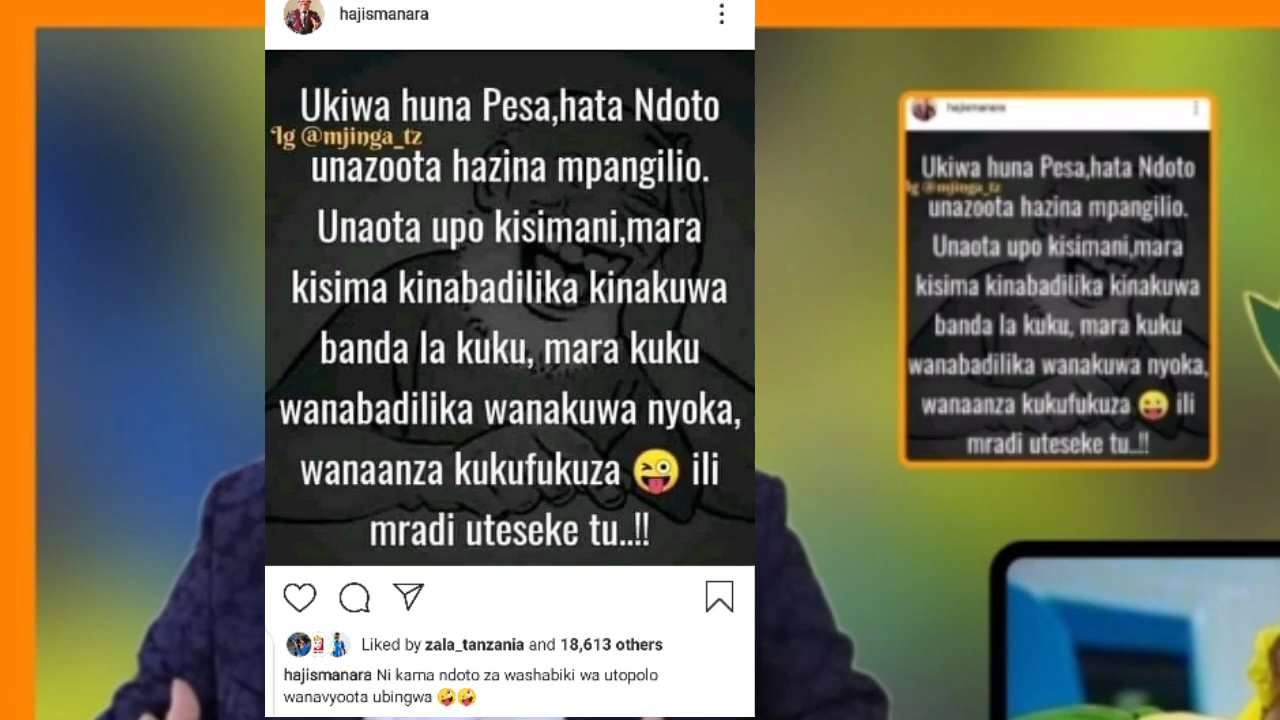 hajismanara
Ukiwa huna Pesa,hata Ndoto
Ig @mjinga_tz
unazoota hazina mpangilio.
Unaota upo kisimani,mara
kisima kinabadilika kinakuwa
banda la kuku, mara kuku
wanabadilika wanakuwa nyoka,
wanaanza kukufukuza 😜 ili
mradi uteseke tu..!!
Liked by zala_tanzania and 18,613 others
hajismanara Ni kama ndoto za washabiki wa utopolo
wanavyoota ubingwa 🤪🤪
hajismanara
Ukiwa huna Pesa,hata Ndoto
Ig @mjinga_tz
unazoota hazina mpangilio.
Unaota upo kisimani,mara
kisima kinabadilika kinakuwa
banda la kuku, mara kuku
wanabadilika wanakuwa nyoka,
wanaanza kukufukuza 😜 ili
mradi uteseke tu..!!